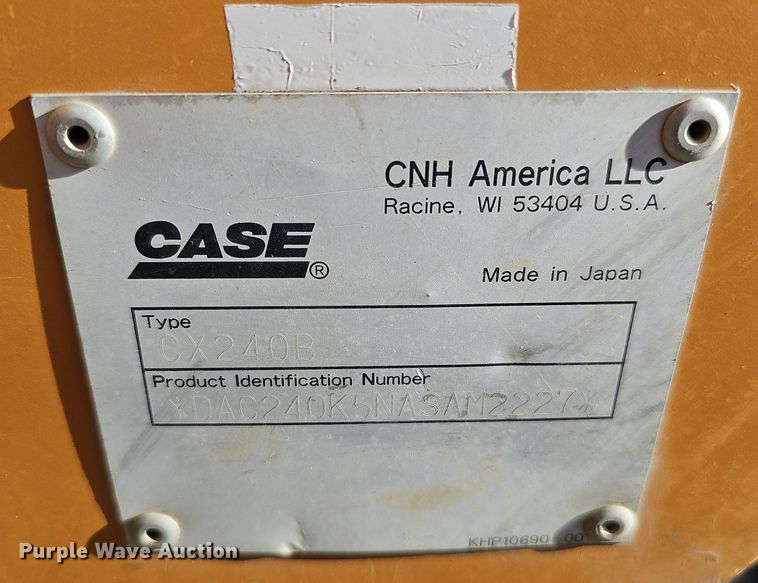 CNH America LLC
Racine, WI 53404 U.S.A.
CASE®
Made in Japan
Type
CX240B
Product Identification Number
*DAC240K5NASAM2227*
KHP10690-00
Purple Wave Auction